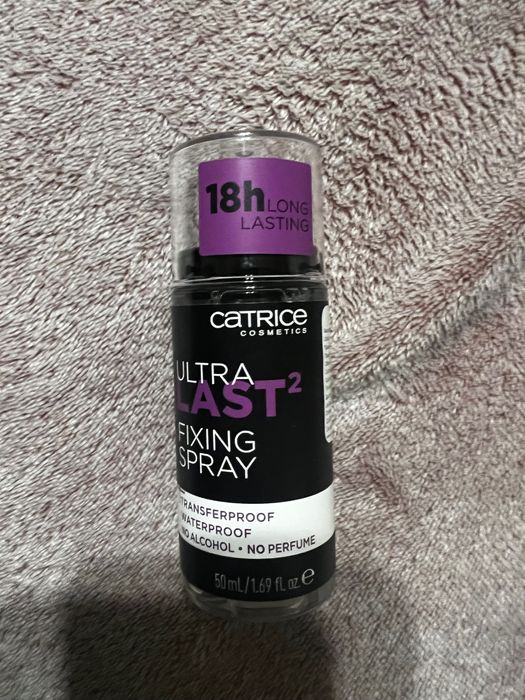 18h LONG
LASTING
CATRICE
COSMETICS
ULTRA
LAST²
FIXING
SPRAY
TRANSFERPROOF
WATERPROOF
NO ALCOHOL • NO PERFUME
50 mL/1.69 fl. oz. e